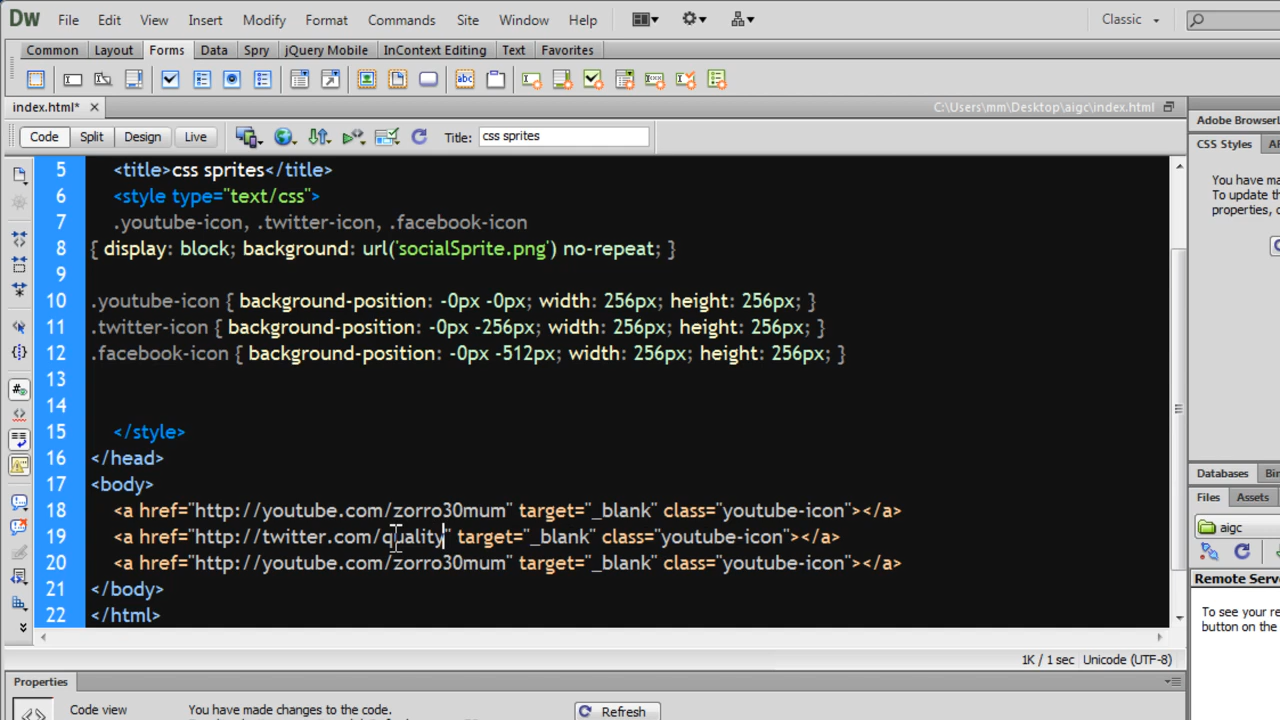 Dw File Edit View Insert Modify Format Commands Site Window Help Classic
Common Layout Forms Data Spry jQuery Mobile InContext Editing Text Favorites
index.html* C:\Users\mm\Desktop\aigc\index.html
Code Split Design Live Title: css sprites
5 <title>css sprites</title>
6 <style type="text/css">
7 .youtube-icon, .twitter-icon, .facebook-icon
8 { display: block; background: url('socialSprite.png') no-repeat; }
9
10 .youtube-icon { background-position: -0px -0px; width: 256px; height: 256px; }
11 .twitter-icon { background-position: -0px -256px; width: 256px; height: 256px; }
12 .facebook-icon { background-position: -0px -512px; width: 256px; height: 256px; }
13
14
15 </style>
16 </head>
17 <body>
18 <a href="http://youtube.com/zorro30mum" target="_blank" class="youtube-icon"></a>
19 <a href="http://twitter.com/quality" target="_blank" class="youtube-icon"></a>
20 <a href="http://youtube.com/zorro30mum" target="_blank" class="youtube-icon"></a>
21 </body>
22 </html>
1K / 1 sec Unicode (UTF-8)
Properties
Code view You have made changes to the code. Refresh
Adobe BrowserL
CSS Styles AP
You have ma
To update th
properties, c
Databases Bin
Files Assets
aigc
Remote Serve
To see your re
button on the